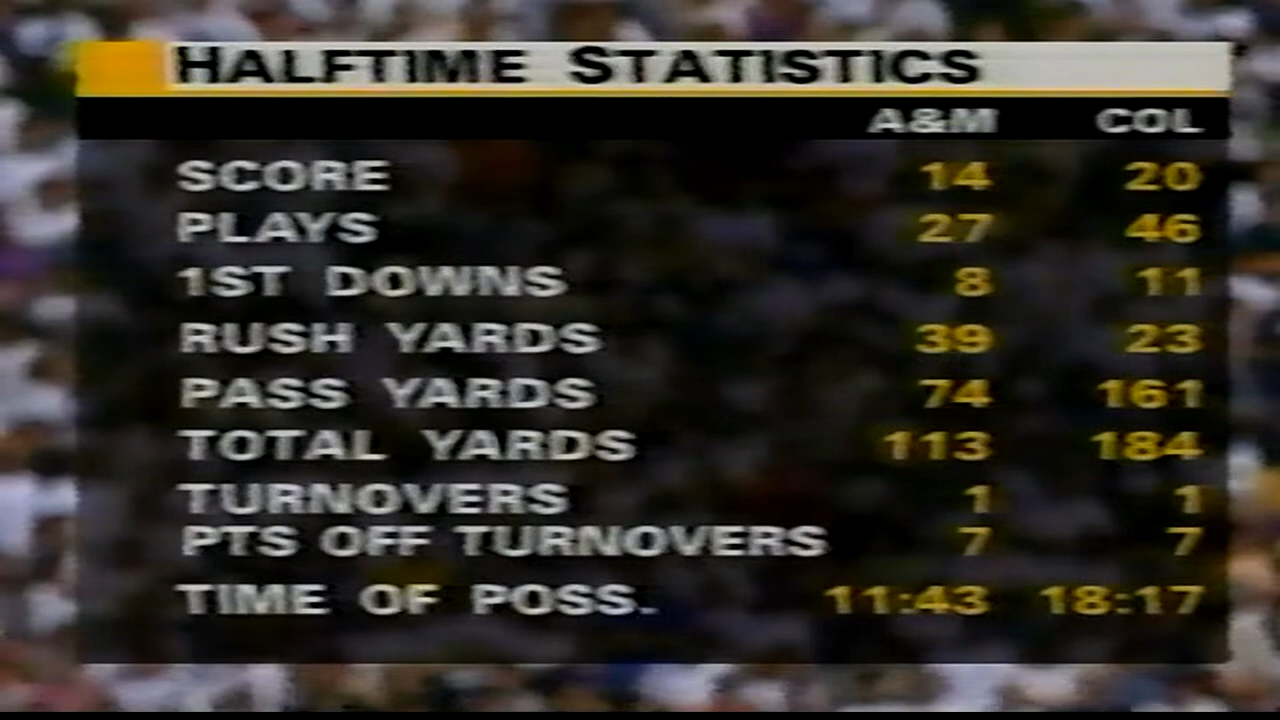 HALFTIME STATISTICS
A&M COL
SCORE 14 20
PLAYS 27 46
1ST DOWNS 8 11
RUSH YARDS 39 23
PASS YARDS 74 161
TOTAL YARDS 113 184
TURNOVERS 1 1
PTS OFF TURNOVERS 7 7
TIME OF POSS. 11:43 18:17